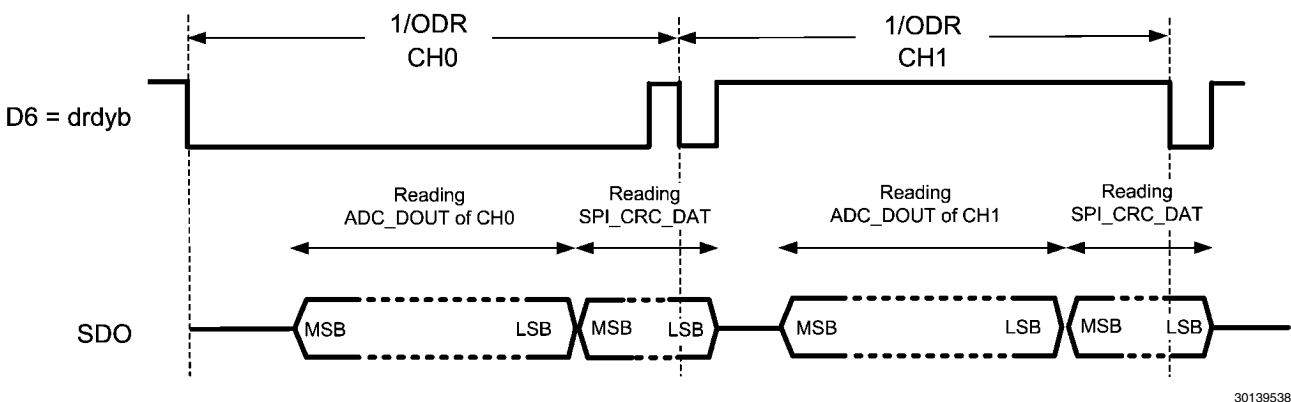 1/ODR
CH0
1/ODR
CH1
D6 = drdyb
Reading
ADC_DOUT of CH0
Reading
SPI_CRC_DAT
Reading
ADC_DOUT of CH1
Reading
SPI_CRC_DAT
SDO
MSB
LSB
MSB
LSB
MSB
LSB
MSB
LSB
30139538